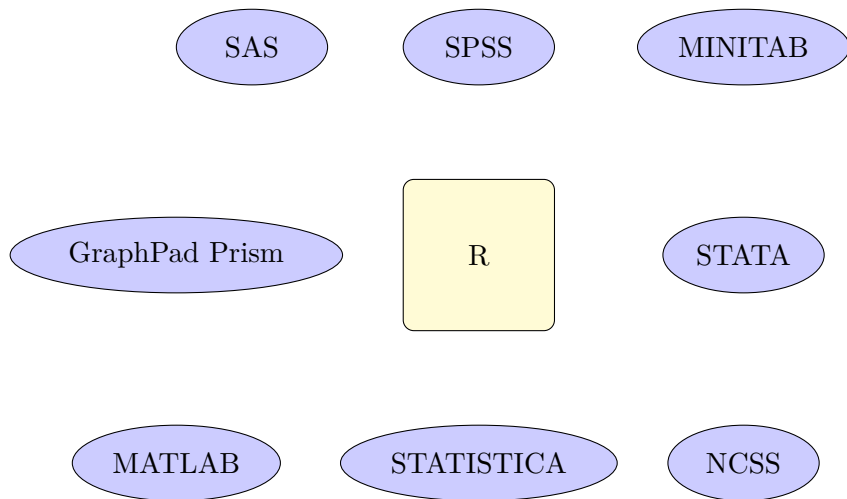 SAS
SPSS
MINITAB
GraphPad Prism
R
STATA
MATLAB
STATISTICA
NCSS